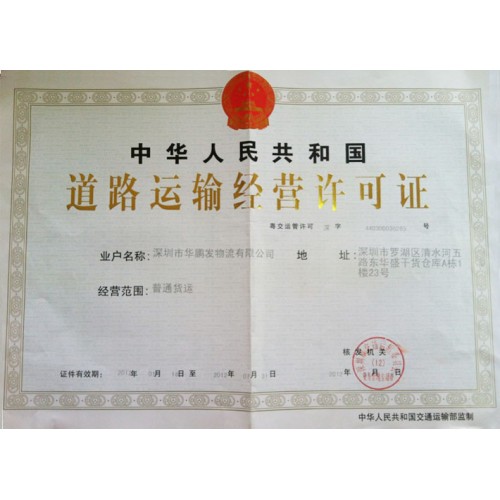 中华人民共和国
道路运输经营许可证
粤交运管许可 字 号
业户名称：深圳市华鹏发物流有限公司
地 址：深圳市罗湖区清水河五路东华盛干货仓库A栋1楼23号
经营范围：普通货运
核发机关
证件有效期： 年 月 日至 年 月 日
年 月 日
中华人民共和国交通运输部监制